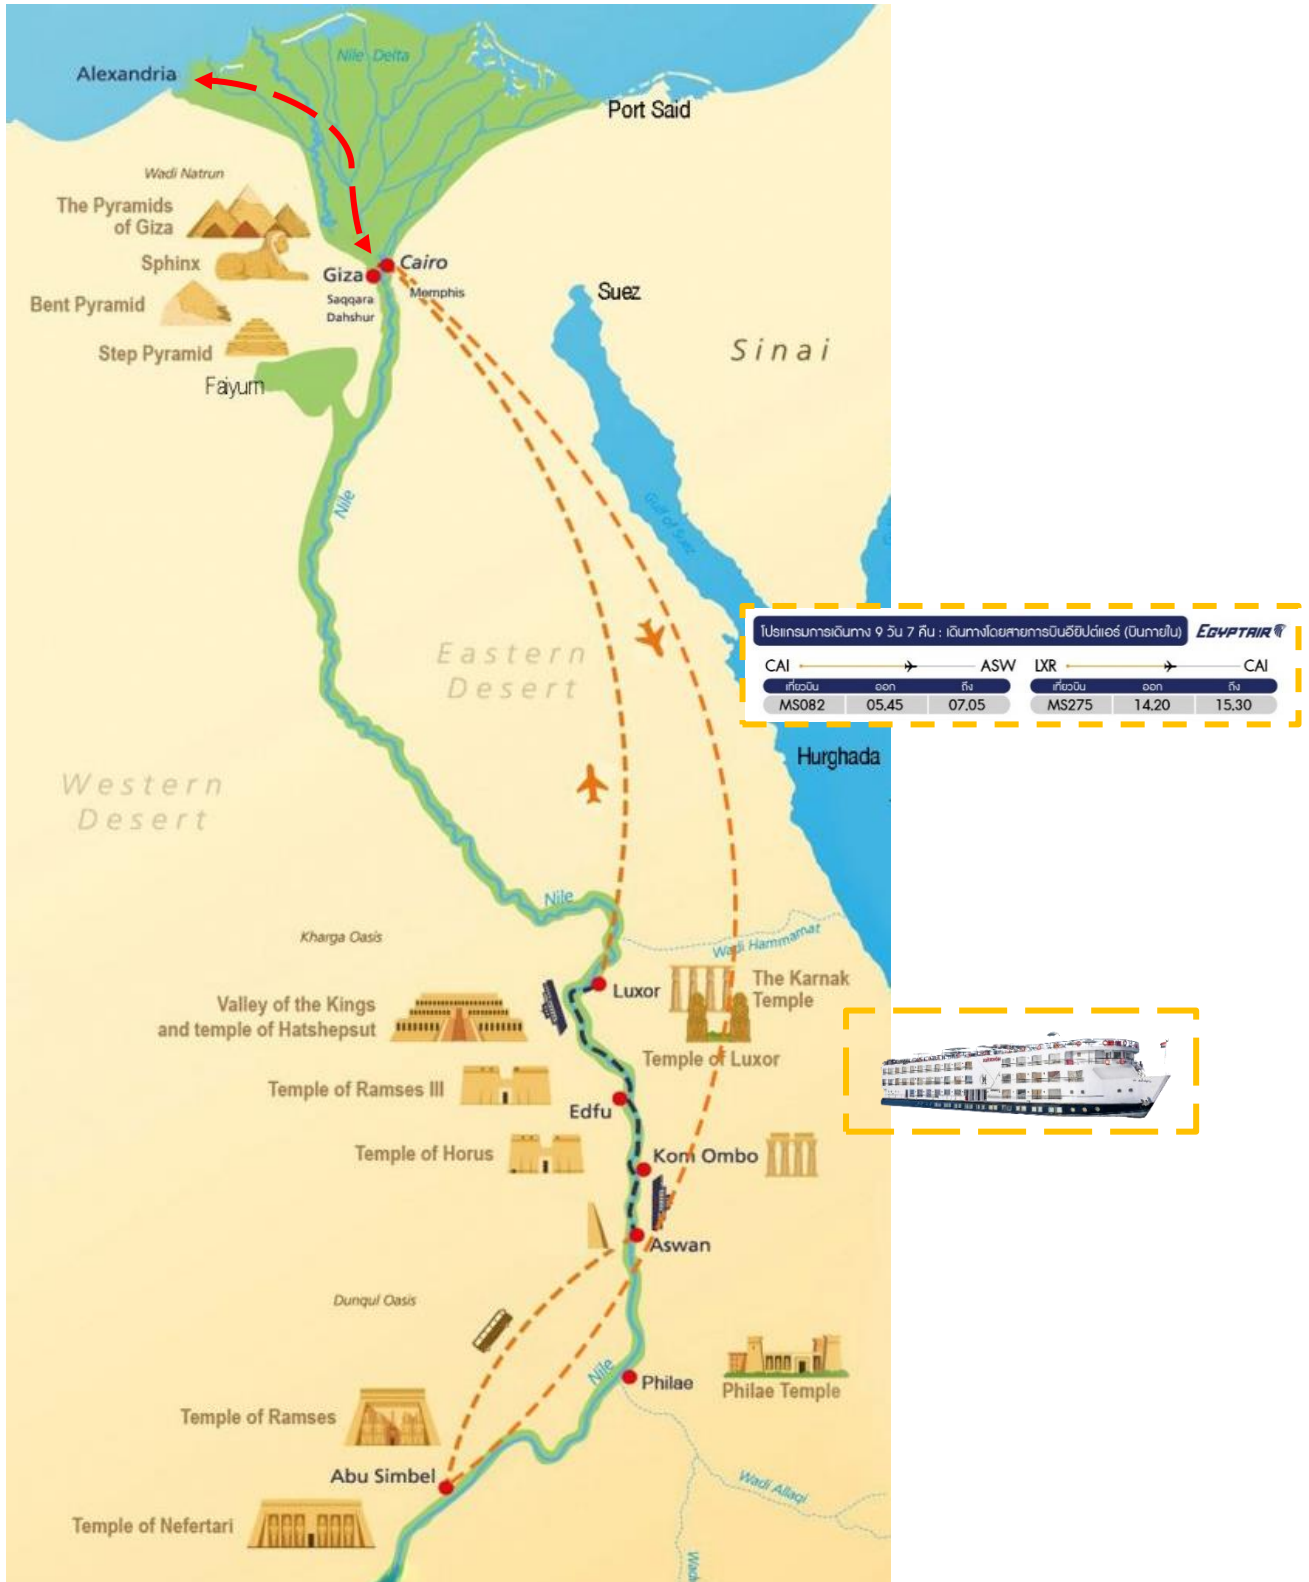 Alexandria
Nile Delta
Port Said
Wadi Natrun
The Pyramids
of Giza
Sphinx
Giza
Cairo
Bent Pyramid
Saqqara
Memphis
Dahshur
Suez
Step Pyramid
Sinai
Faiyum
Nile
Gulf of Suez
Eastern
Desert
โปรแกรมการเดินทาง 9 วัน 7 คืน : เดินทางโดยสายการบินอียิปต์แอร์ (บินภายใน)
EGYPTAIR
CAI ASW LXR CAI
เที่ยวบิน ออก ถึง เที่ยวบิน ออก ถึง
MS082 05.45 07.05 MS275 14.20 15.30
Hurghada
Western
Desert
Nile
Kharga Oasis
Wadi Hammamat
Valley of the Kings
and temple of Hatshepsut
Luxor
The Karnak
Temple
Temple of Luxor
Temple of Ramses III
Edfu
Temple of Horus
Kom Ombo
Aswan
Dunqul Oasis
Nile
Philae
Philae Temple
Temple of Ramses
Abu Simbel
Wadi Allaqi
Temple of Nefertari